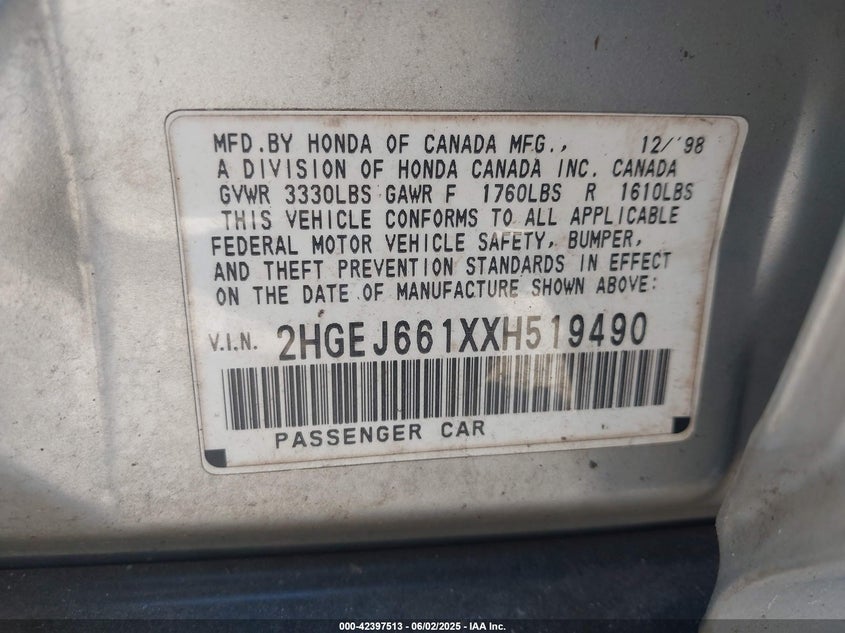 MFD.BY HONDA OF CANADA MFG., 12/'98
A DIVISION OF HONDA CANADA INC. CANADA
GVWR 3330LBS GAWR F 1760LBS R 1610LBS
THIS VEHICLE CONFORMS TO ALL APPLICABLE
FEDERAL MOTOR VEHICLE SAFETY, BUMPER,
AND THEFT PREVENTION STANDARDS IN EFFECT
ON THE DATE OF MANUFACTURE SHOWN ABOVE:
V.I.N. 2HGEJ661XXH519490
PASSENGER CAR
000-42397513 - 06/02/2025 - IAA Inc.